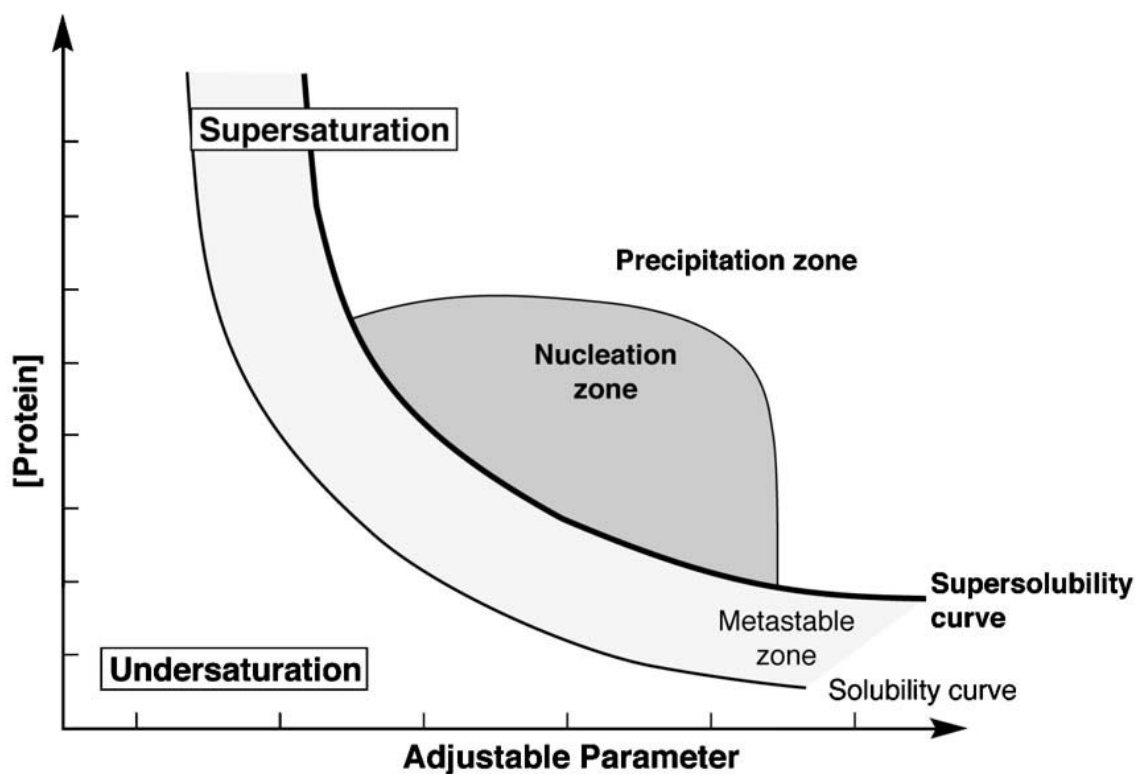 Supersaturation
Precipitation zone
Nucleation
zone
[Protein]
Supersolubility
curve
Metastable
zone
Undersaturation
Solubility curve
Adjustable Parameter